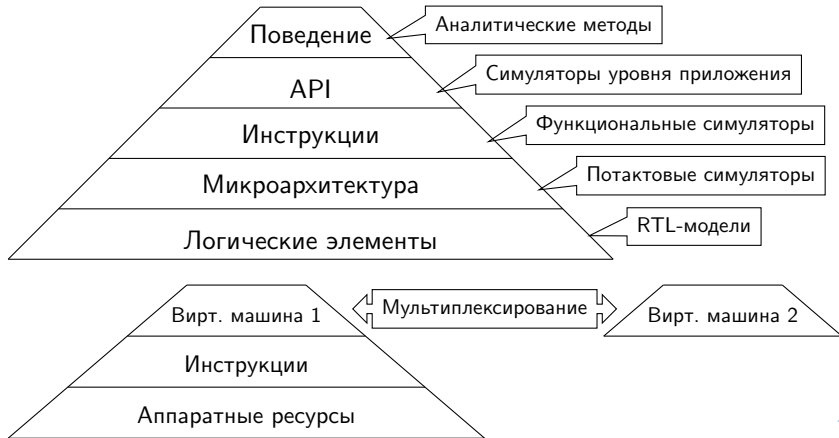 Поведение
Аналитические методы
API
Симуляторы уровня приложения
Инструкции
Функциональные симуляторы
Микроархитектура
Потактовые симуляторы
Логические элементы
RTL-модели
Вирт. машина 1
Мультиплексирование
Вирт. машина 2
Инструкции
Аппаратные ресурсы